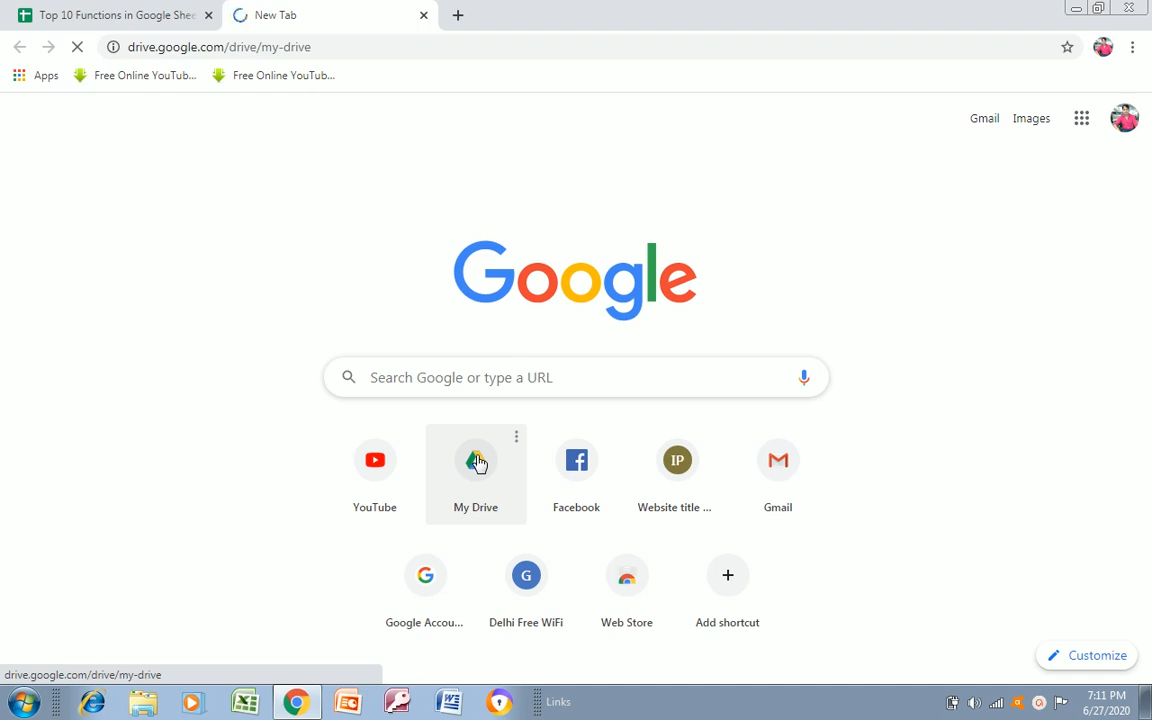 Top 10 Functions in Google Shee
New Tab
drive.google.com/drive/my-drive
Apps
Free Online YouTub...
Free Online YouTub...
Gmail
Images
Google
Search Google or type a URL
YouTube
My Drive
Facebook
IP
Website title ...
Gmail
G
Google Accou...
G
Delhi Free WiFi
Web Store
Add shortcut
Customize
drive.google.com/drive/my-drive
Links
7:11 PM
6/27/2020